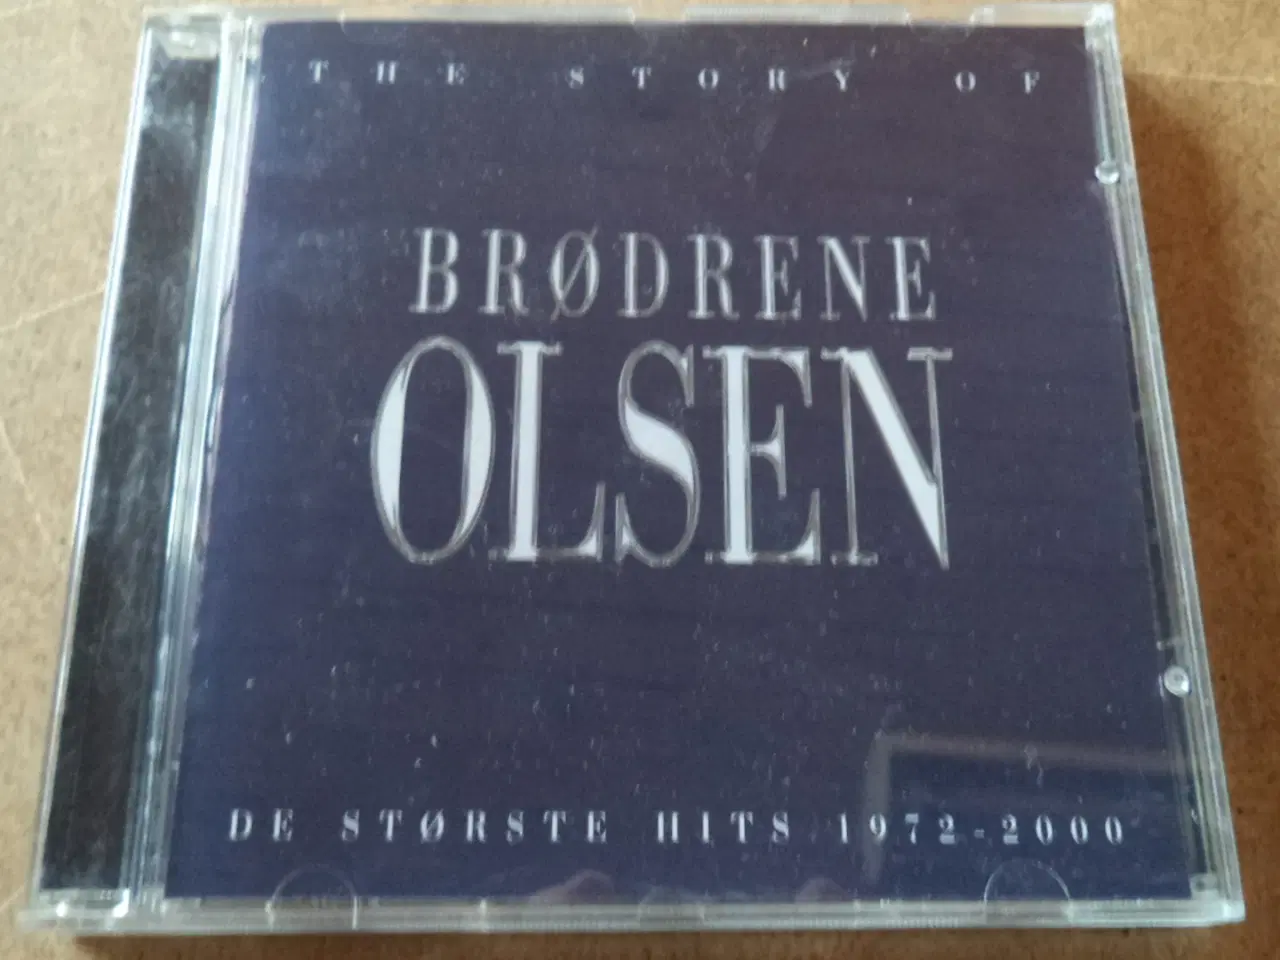 THE STORY OF
BRØDRENE
OLSEN
DE STØRSTE HITS 1972-2000